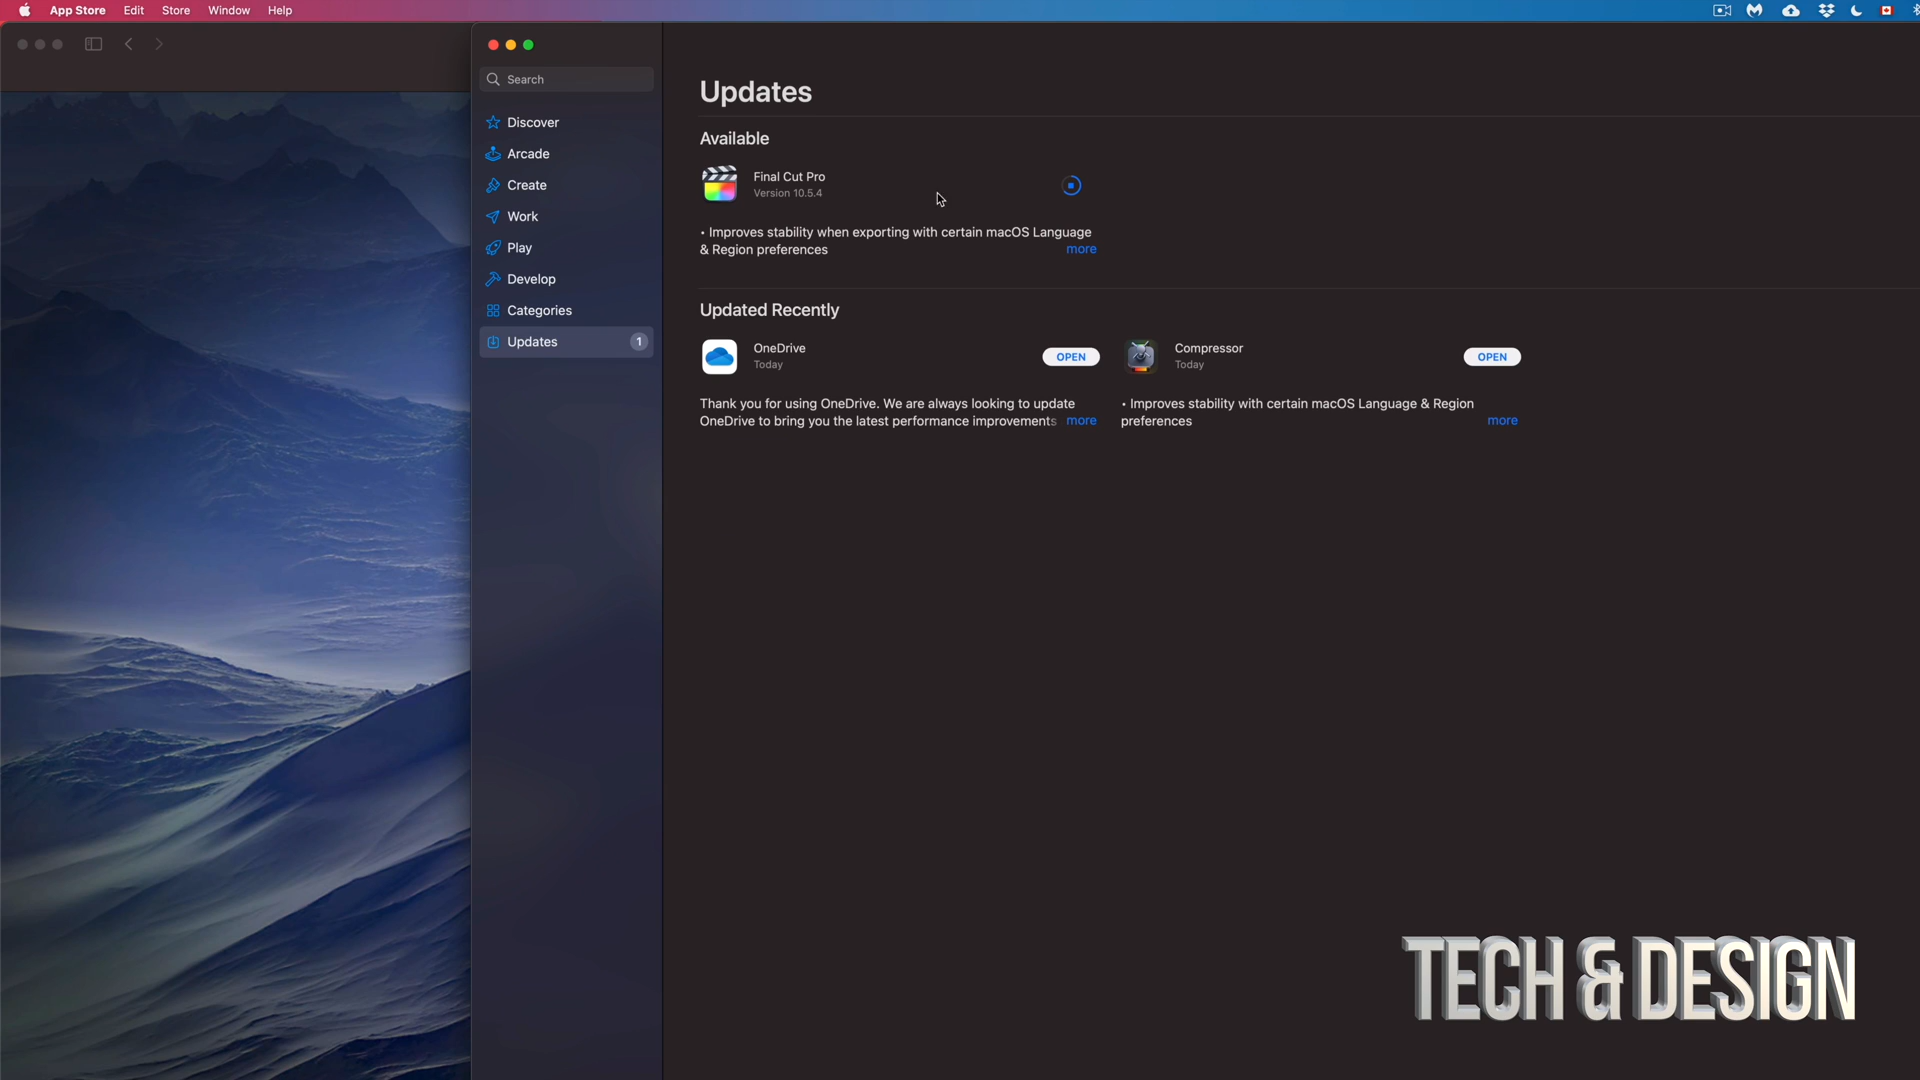 App Store Edit Store Window Help
Search
Discover
Arcade
Create
Work
Play
Develop
Categories
Updates 1
Updates
Available
Final Cut Pro
Version 10.5.4
• Improves stability when exporting with certain macOS Language
& Region preferences more
Updated Recently
OneDrive
Today
OPEN
Thank you for using OneDrive. We are always looking to update
OneDrive to bring you the latest performance improvements more
Compressor
Today
OPEN
• Improves stability with certain macOS Language & Region
preferences more
TECH & DESIGN